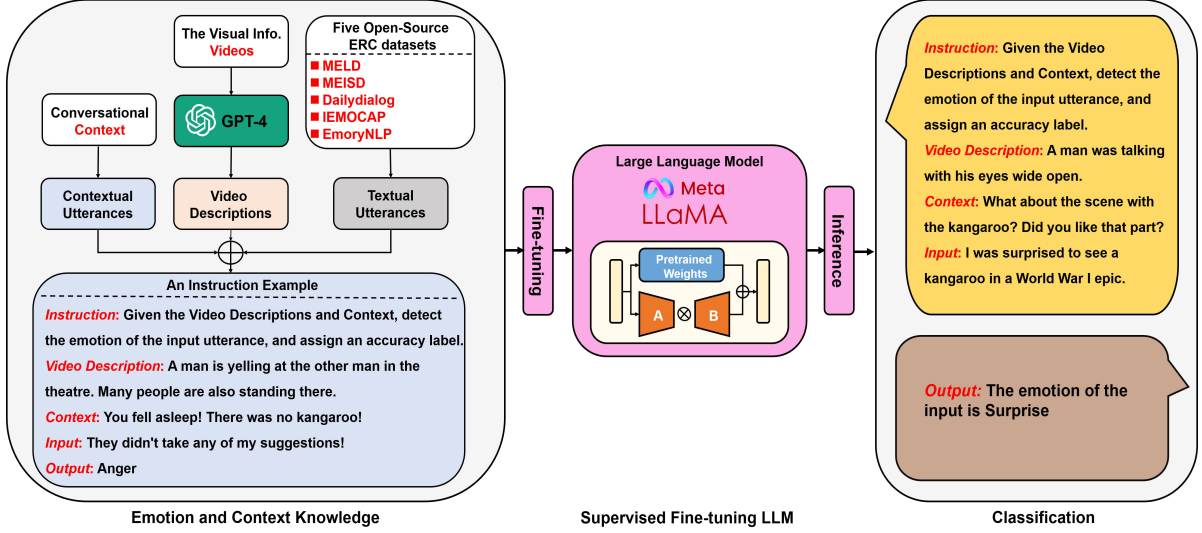 The Visual Info.
Videos
Five Open-Source
ERC datasets
MELD
MEISD
Dailydialog
IEMOCAP
EmoryNLP
Conversational
Context
GPT-4
Contextual
Utterances
Video
Descriptions
Textual
Utterances
An Instruction Example
Instruction: Given the Video Descriptions and Context, detect
the emotion of the input utterance, and assign an accuracy label.
Video Description: A man is yelling at the other man in the
theatre. Many people are also standing there.
Context: You fell asleep! There was no kangaroo!
Input: They didn't take any of my suggestions!
Output: Anger
Emotion and Context Knowledge
Fine-tuning
Large Language Model
Meta
LLaMA
Pretrained
Weights
A
B
Supervised Fine-tuning LLM
Inference
Instruction: Given the Video
Descriptions and Context, detect the
emotion of the input utterance, and
assign an accuracy label.
Video Description: A man was talking
with his eyes wide open.
Context: What about the scene with
the kangaroo? Did you like that part?
Input: I was surprised to see a
kangaroo in a World War I epic.
Output: The emotion of the
input is Surprise
Classification